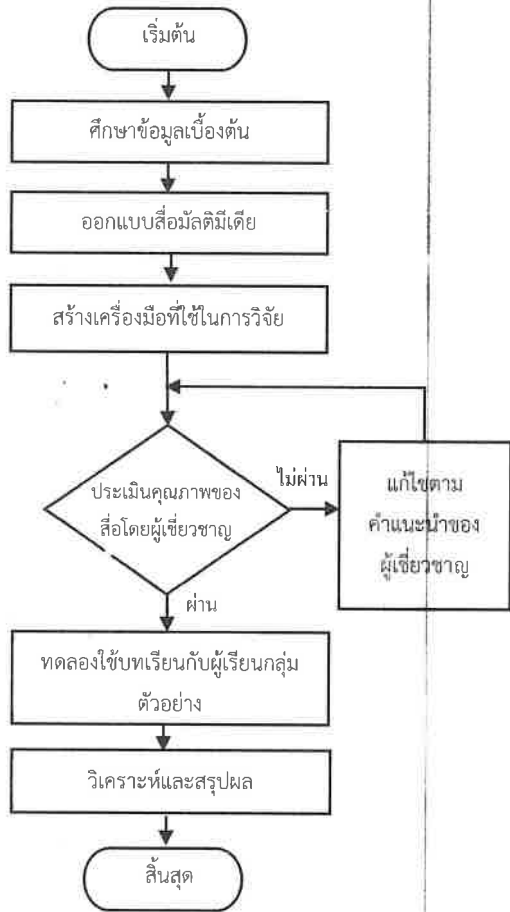 เริ่มต้น
ศึกษาข้อมูลเบื้องต้น
ออกแบบสื่อมัลติมีเดีย
สร้างเครื่องมือที่ใช้ในการวิจัย
ประเมินคุณภาพของ
สื่อโดยผู้เชี่ยวชาญ
ไม่ผ่าน
แก้ไขตาม
คำแนะนำของ
ผู้เชี่ยวชาญ
ผ่าน
ทดลองใช้บทเรียนกับผู้เรียนกลุ่ม
ตัวอย่าง
วิเคราะห์และสรุปผล
สิ้นสุด